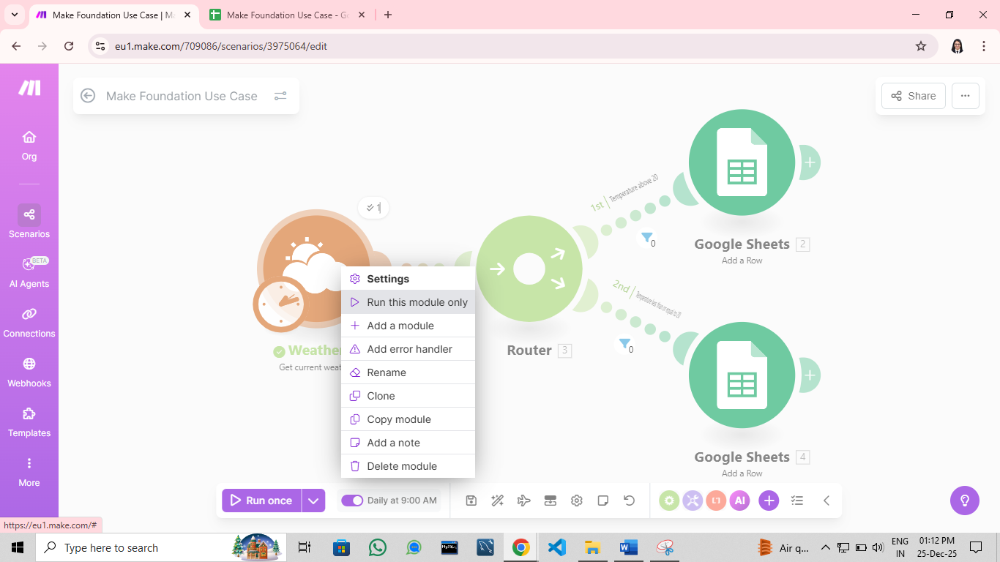 Make Foundation Use Case | Ma
Make Foundation Use Case - Go
eu1.make.com/709086/scenarios/3975064/edit
Make Foundation Use Case
Share
Org
Scenarios
BETA
AI Agents
Connections
Webhooks
Templates
More
1
1st
Temperature above 20
0
Google Sheets 2
Add a Row
2nd
Temperature less than or equal to 20
0
Weather
Get current weat
Router 3
Google Sheets 4
Add a Row
Settings
Run this module only
Add a module
Add error handler
Rename
Clone
Copy module
Add a note
Delete module
Run once
Daily at 9:00 AM
AI
https://eu1.make.com/#
Type here to search
MySQL
Air q...
ENG
IN
01:12 PM
25-Dec-25